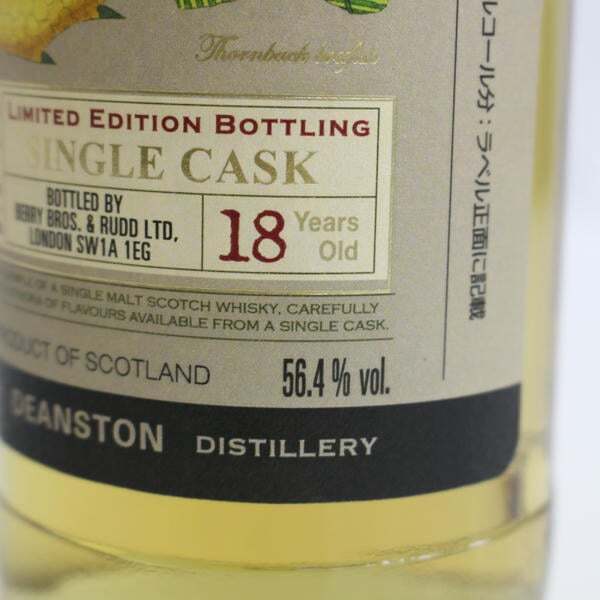 Thornback
LIMITED EDITION BOTTLING
SINGLE CASK
BOTTLED BY
BERRY BROS. & RUDD LTD,
LONDON SW1A 1EG
18 Years
Old
OF A SINGLE MALT SCOTCH WHISKY, CAREFULLY
OF FLAVOURS AVAILABLE FROM A SINGLE CASK.
PRODUCT OF SCOTLAND
56.4 % vol.
DEANSTON DISTILLERY
ルコール分：ラベル正面に記載